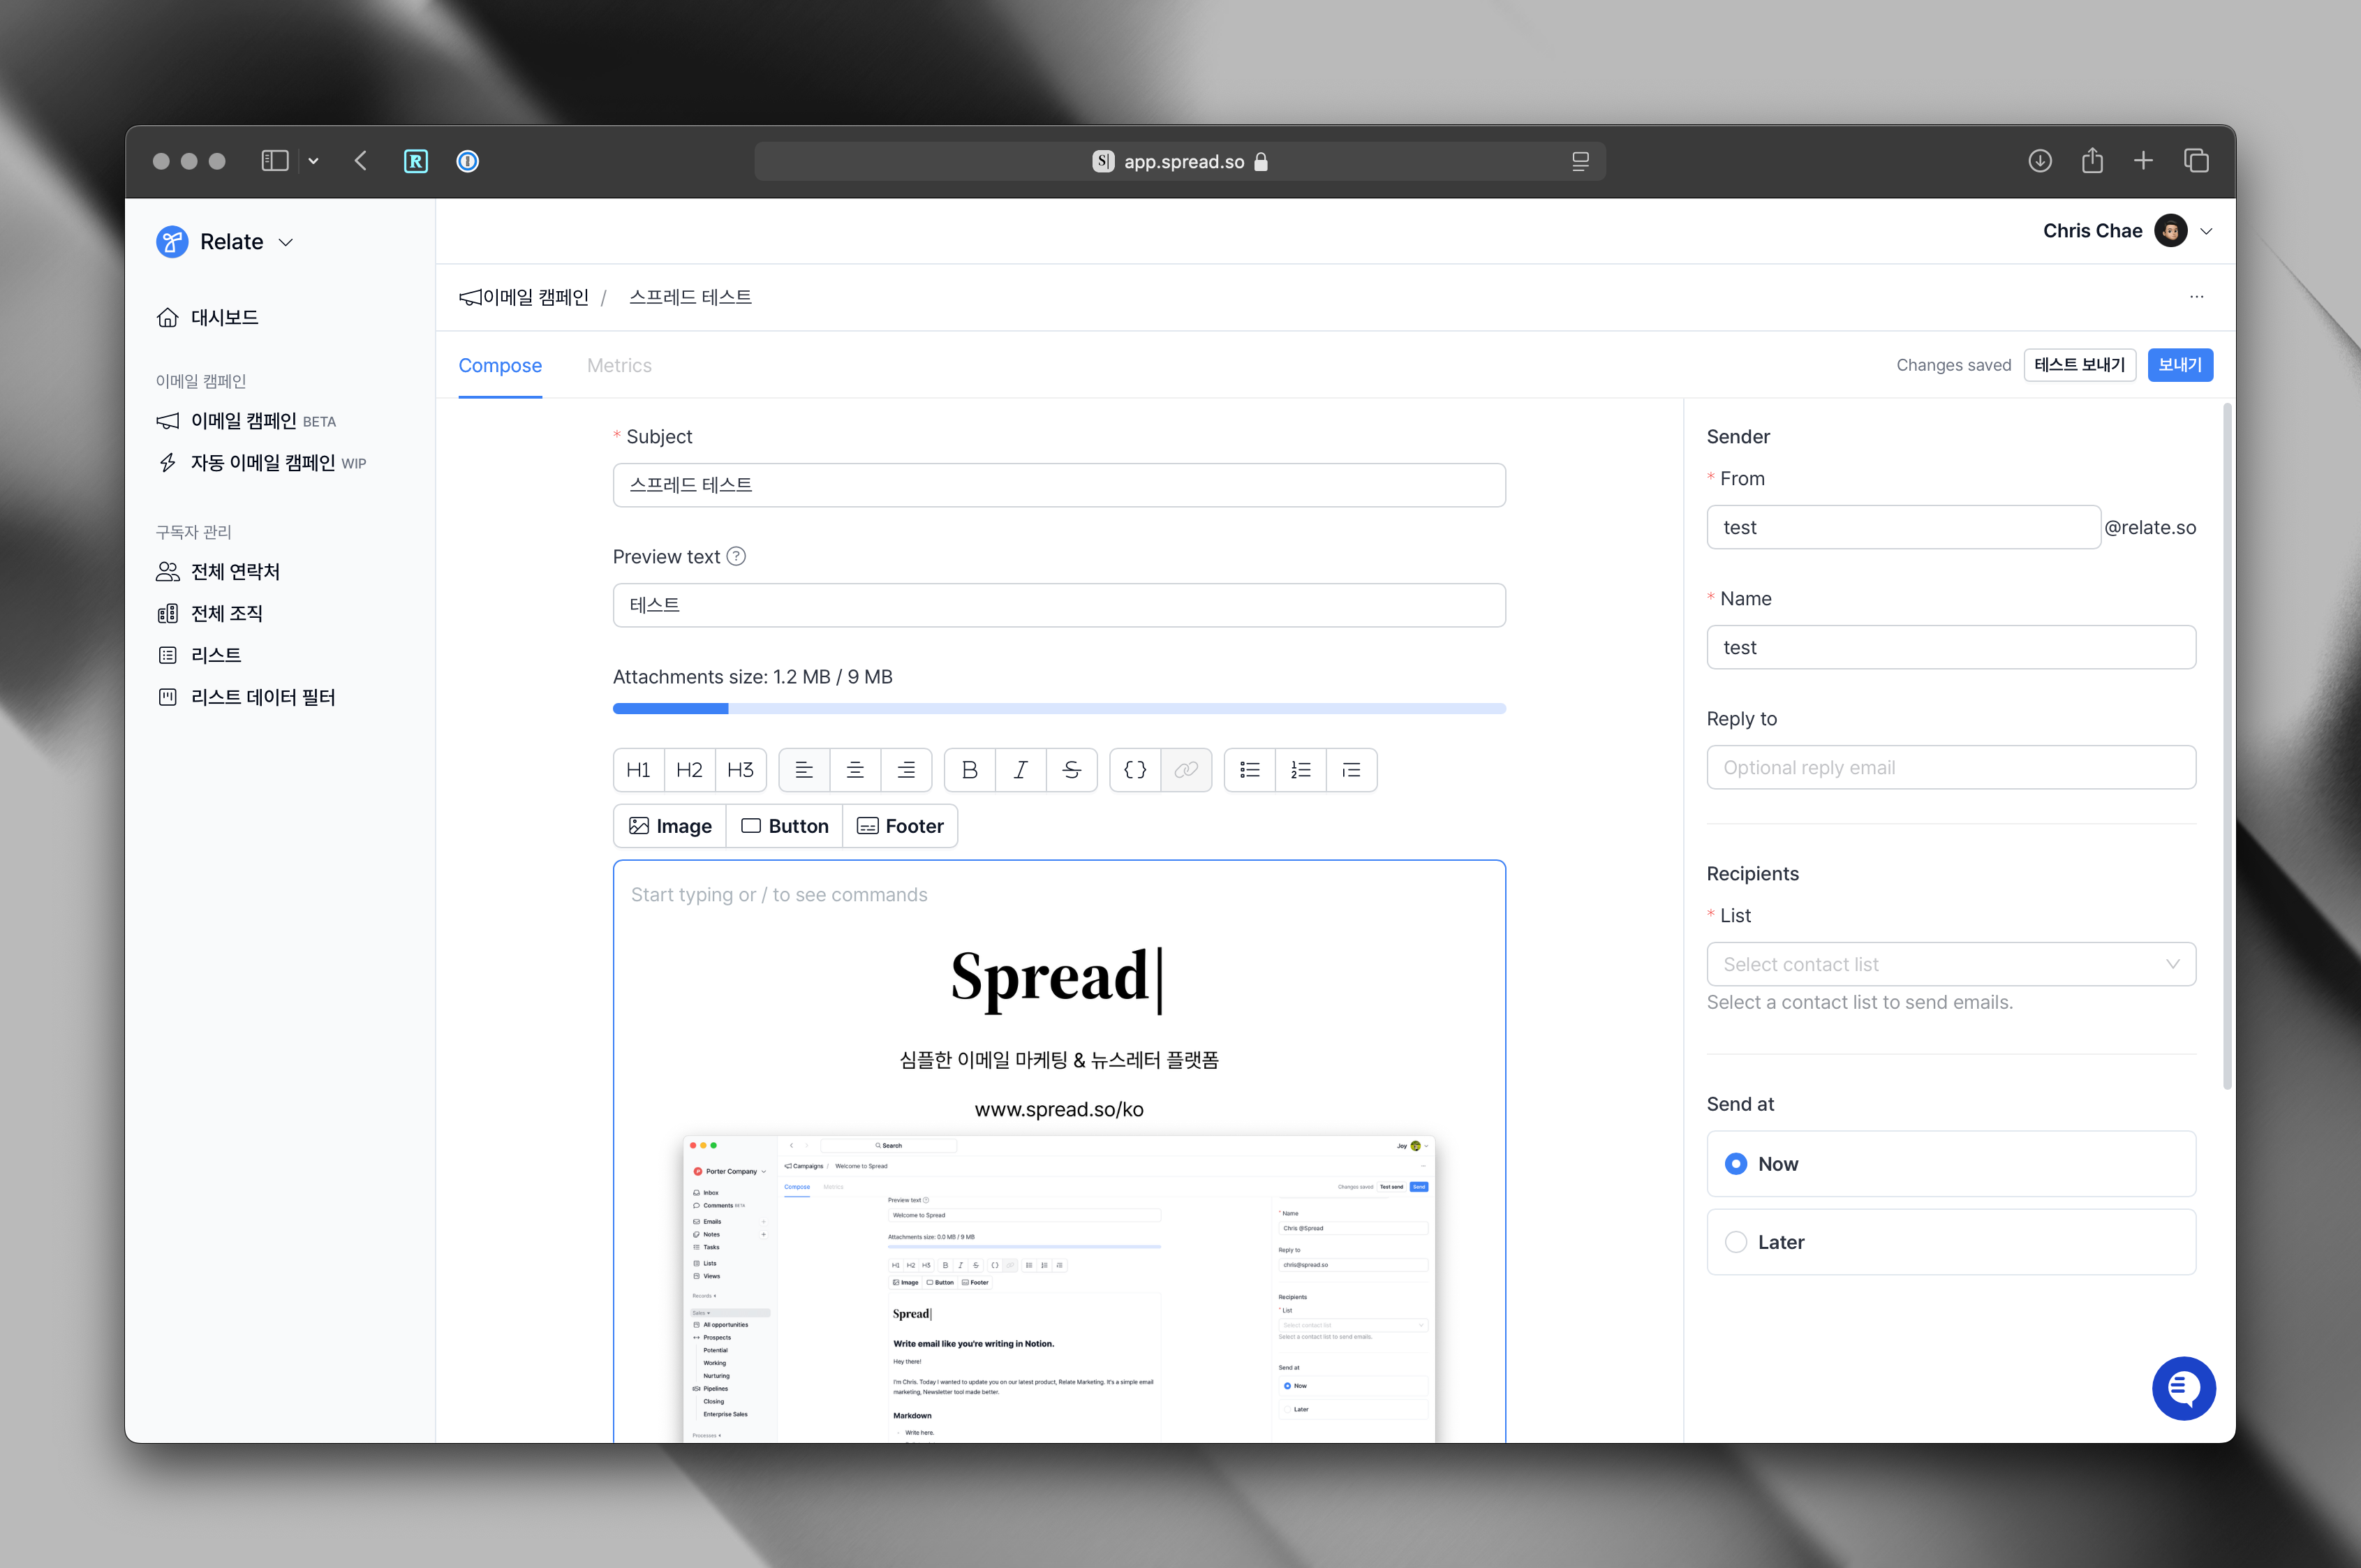 app.spread.so
Relate
Chris Chae
대시보드
이메일 캠페인
이메일 캠페인 BETA
자동 이메일 캠페인 WIP
구독자 관리
전체 연락처
전체 조직
리스트
리스트 데이터 필터
이메일 캠페인 / 스프레드 테스트
Compose Metrics
Changes saved 테스트 보내기 보내기
* Subject
스프레드 테스트
Preview text ?
테스트
Attachments size: 1.2 MB / 9 MB
H1 H2 H3 B I S {}
Image Button Footer
Start typing or / to see commands
Spread|
심플한 이메일 마케팅 & 뉴스레터 플랫폼
www.spread.so/ko
Search
Joy
Porter Company
Campaigns / Welcome to Spread
Compose Metrics
Changes saved Test send Send
Inbox
Comments BETA
Emails
Notes
Tasks
Lists
Views
Records
Sales
All opportunities
Prospects
Potential
Working
Nurturing
Pipelines
Closing
Enterprise Sales
Processes
Preview text
Welcome to Spread
Attachments size: 0.0 MB / 9 MB
H1 H2 H3 B I S {}
Image Button Footer
Spread|
Write email like you're writing in Notion.
Hey there!
I'm Chris. Today I wanted to update you on our latest product, Relate Marketing. It's a simple email
marketing, Newsletter tool made better.
Markdown
Write here.
* Name
Chris @Spread
Reply to
chris@spread.so
Recipients
* List
Select contact list
Select a contact list to send emails.
Send at
Now
Later
Sender
* From
test @relate.so
* Name
test
Reply to
Optional reply email
Recipients
* List
Select contact list
Select a contact list to send emails.
Send at
Now
Later